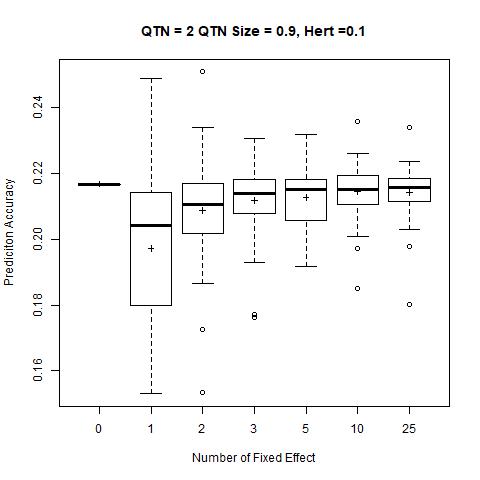 QTN = 2 QTN Size = 0.9, Hert =0.1
Prediciton Accuracy
0.24
0.22
0.20
0.18
0.16
0 1 2 3 5 10 25
Number of Fixed Effect